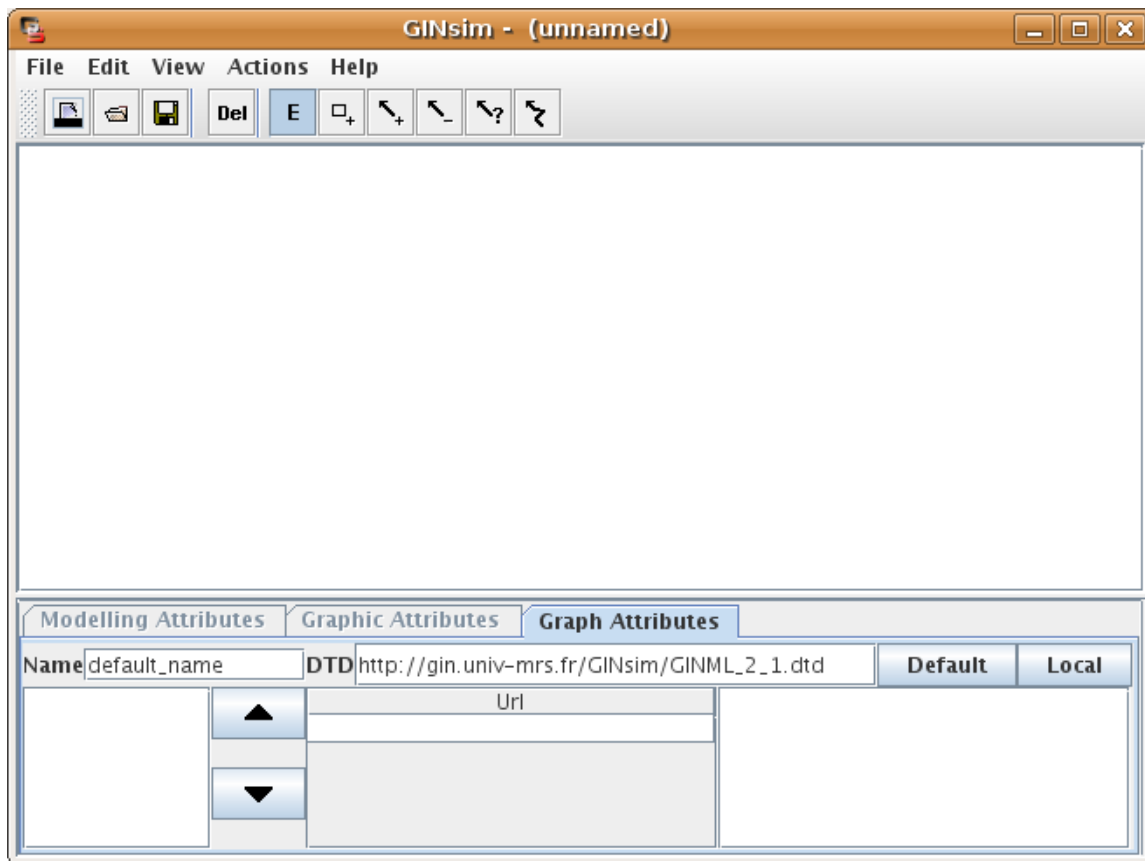 GINsim - (unnamed)
File Edit View Actions Help
Del E + + - ?
Modelling Attributes Graphic Attributes Graph Attributes
Name default_name DTD http://gin.univ-mrs.fr/GINsim/GINML_2_1.dtd Default Local
Url